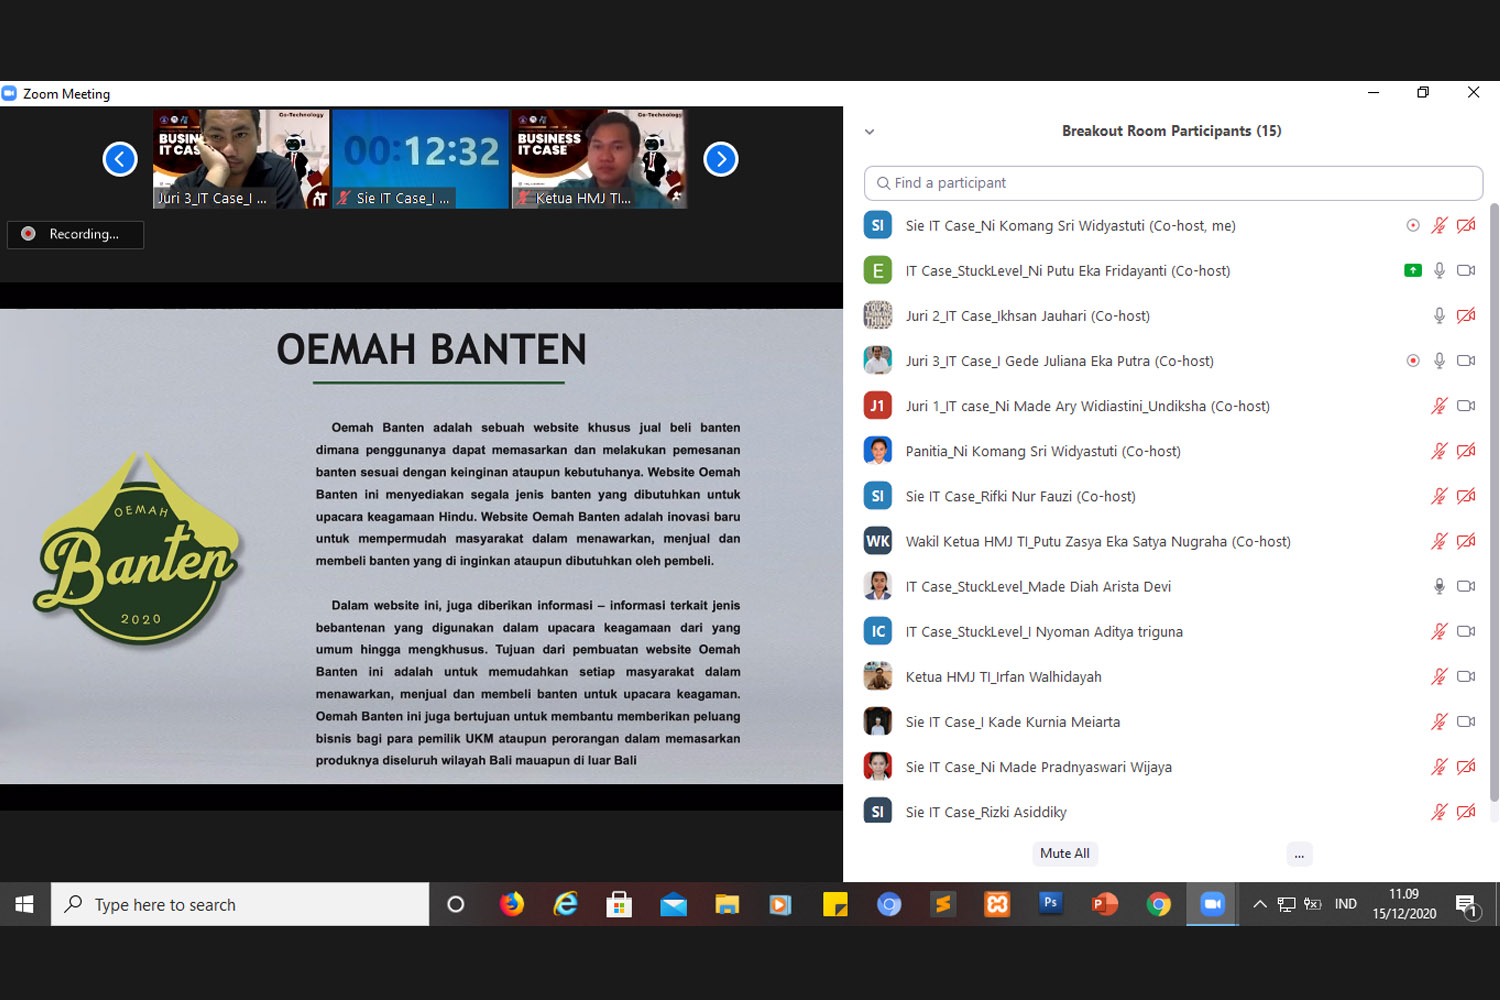 Zoom Meeting
Co-Technology
BUSINESS
IT CAS
Juri 3_IT Case_I ...
00:12:32
Sie IT Case_I ...
Co-Technology
BUSINESS
IT CASE
Ketua HMJ TI...
Recording...
OEMAH BANTEN
Oemah Banten adalah sebuah website khusus jual beli banten
dimana penggunanya dapat memasarkan dan melakukan pemesanan
banten sesuai dengan keinginan ataupun kebutuhanya. Website Oemah
Banten ini menyediakan segala jenis banten yang dibutuhkan untuk
upacara keagamaan Hindu. Website Oemah Banten adalah inovasi baru
untuk mempermudah masyarakat dalam menawarkan, menjual dan
membeli banten yang di inginkan ataupun dibutuhkan oleh pembeli.
Dalam website ini, juga diberikan informasi – informasi terkait jenis
bebantenan yang digunakan dalam upacara keagamaan dari yang
umum hingga mengkhusus. Tujuan dari pembuatan website Oemah
Banten ini adalah untuk memudahkan setiap masyarakat dalam
menawarkan, menjual dan membeli banten untuk upacara keagaman.
Oemah Banten ini juga bertujuan untuk membantu memberikan peluang
bisnis bagi para pemilik UKM ataupun perorangan dalam memasarkan
produknya diseluruh wilayah Bali mauapun di luar Bali
OEMAH
Banten
2020
Breakout Room Participants (15)
Find a participant
SI Sie IT Case_Ni Komang Sri Widyastuti (Co-host, me)
E IT Case_StuckLevel_Ni Putu Eka Fridayanti (Co-host)
Juri 2_IT Case_Ikhsan Jauhari (Co-host)
Juri 3_IT Case_I Gede Juliana Eka Putra (Co-host)
J1 Juri 1_IT case_Ni Made Ary Widiastini_Undiksha (Co-host)
Panitia_Ni Komang Sri Widyastuti (Co-host)
SI Sie IT Case_Rifki Nur Fauzi (Co-host)
WK Wakil Ketua HMJ TI_Putu Zasya Eka Satya Nugraha (Co-host)
IT Case_StuckLevel_Made Diah Arista Devi
IC IT Case_StuckLevel_I Nyoman Aditya triguna
Ketua HMJ TI_Irfan Walhidayah
Sie IT Case_I Kade Kurnia Meiarta
Sie IT Case_Ni Made Pradnyaswari Wijaya
SI Sie IT Case_Rizki Asiddiky
Mute All ...
Type here to search
Ps
IND
11.09
15/12/2020
1